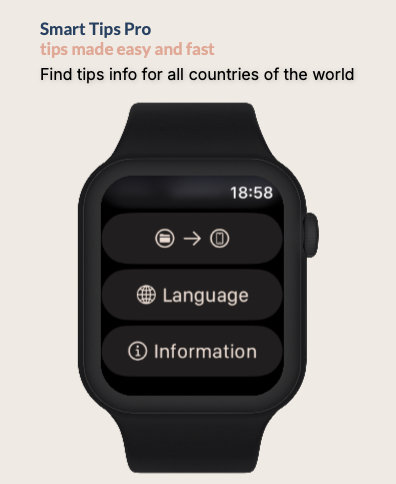 Smart Tips Pro
tips made easy and fast
Find tips info for all countries of the world
18:58
Language
Information